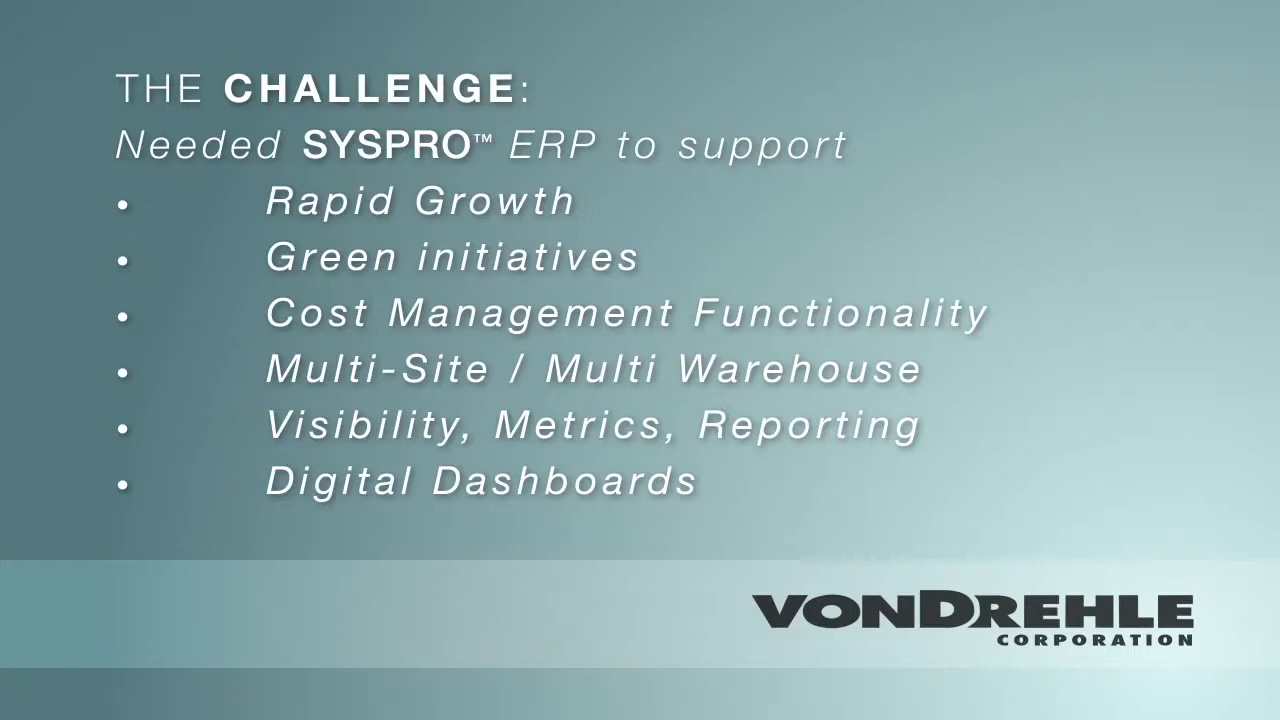 THE CHALLENGE:
Needed SYSPRO™ ERP to support
• Rapid Growth
• Green initiatives
• Cost Management Functionality
• Multi-Site / Multi Warehouse
• Visibility, Metrics, Reporting
• Digital Dashboards
VONDREHLE
CORPORATION